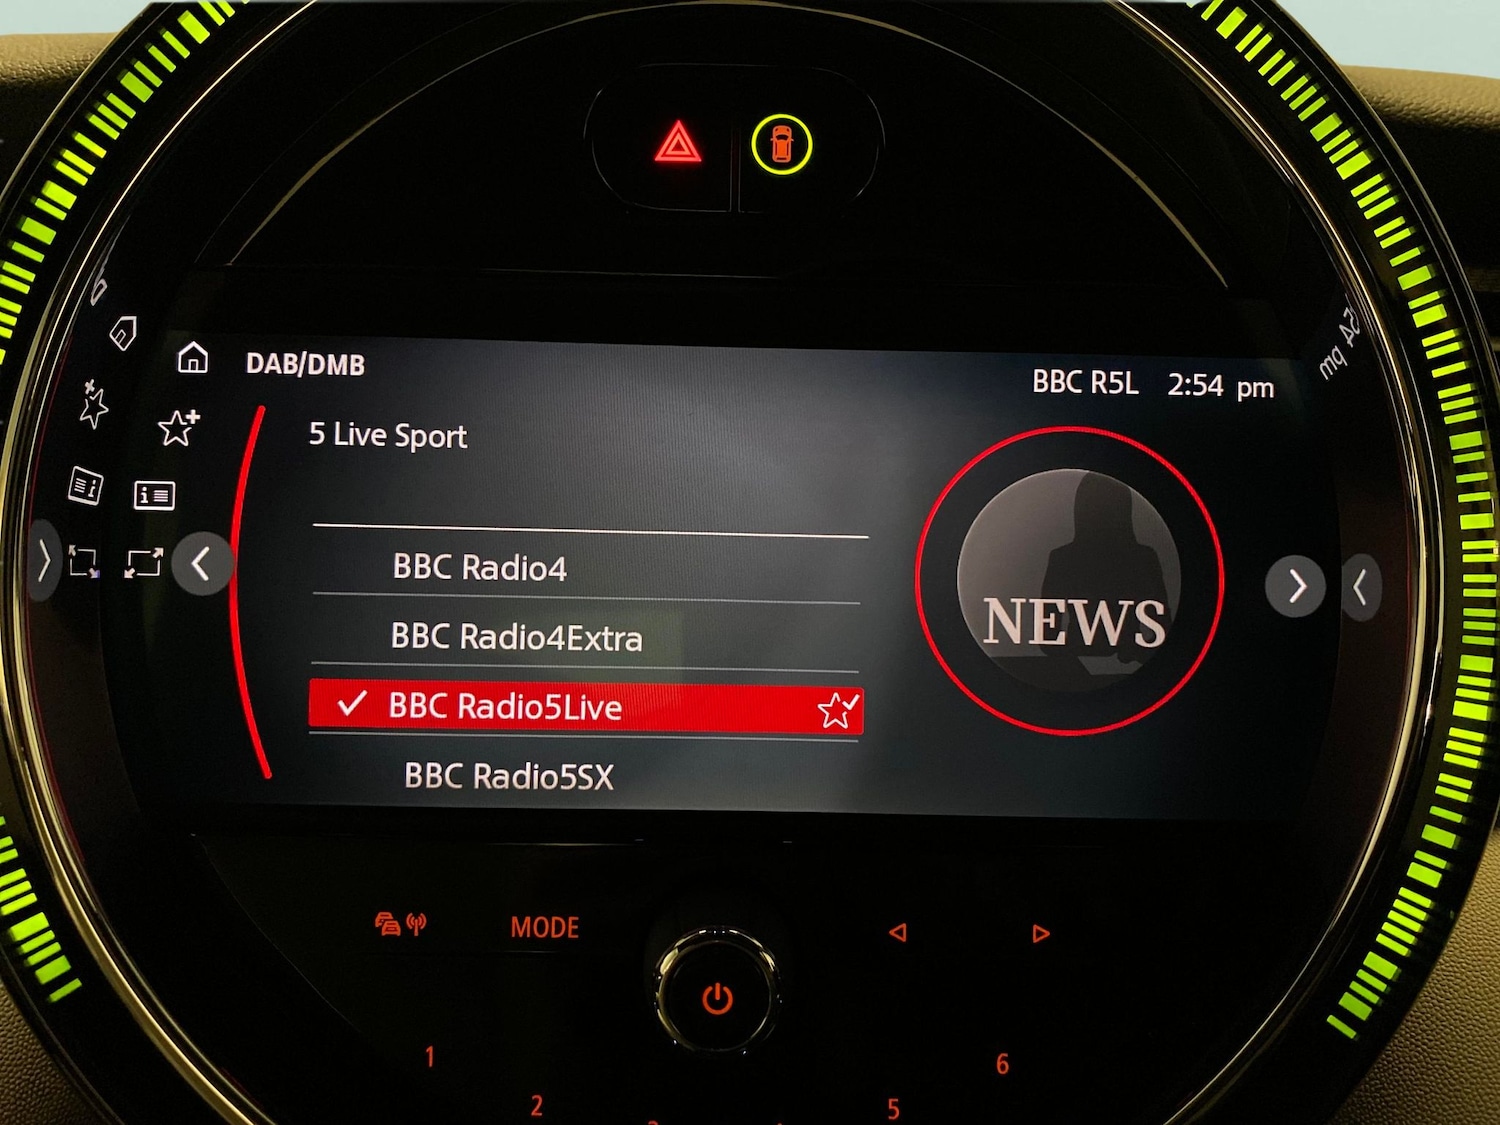 DAB/DMB
BBC R5L 2:54 pm
5 Live Sport
BBC Radio4
BBC Radio4Extra
BBC Radio5Live
BBC Radio5SX
NEWS
MODE
1
2
5
6